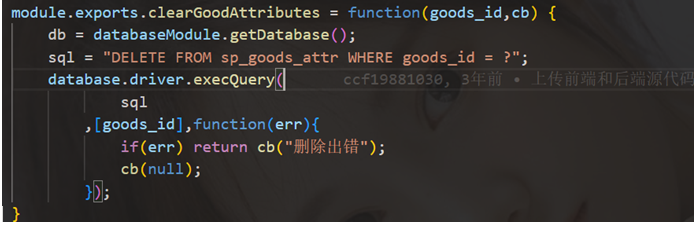 module.exports.clearGoodAttributes = function(goods_id,cb) {
    db = databaseModule.getDatabase();
    sql = "DELETE FROM sp_goods_attr WHERE goods_id = ?";
    database.driver.execQuery(        ccf19881030, 3年前 • 上传前端和后端源代码
            sql
        ,[goods_id],function(err){
            if(err) return cb("删除出错");
            cb(null);
        });
}